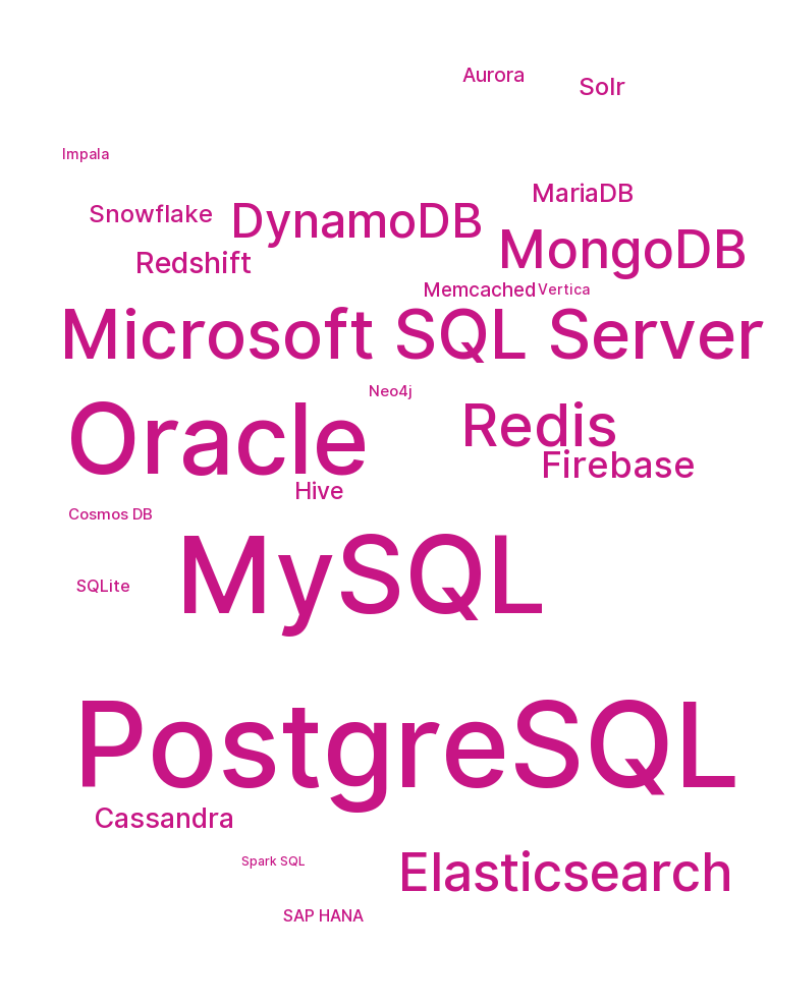 Aurora
Solr
Impala
MariaDB
Snowflake
DynamoDB
MongoDB
Redshift
Memcached
Vertica
Microsoft SQL Server
Neo4j
Oracle
Redis
Firebase
Hive
Cosmos DB
MySQL
SQLite
PostgreSQL
Cassandra
Spark SQL
Elasticsearch
SAP HANA